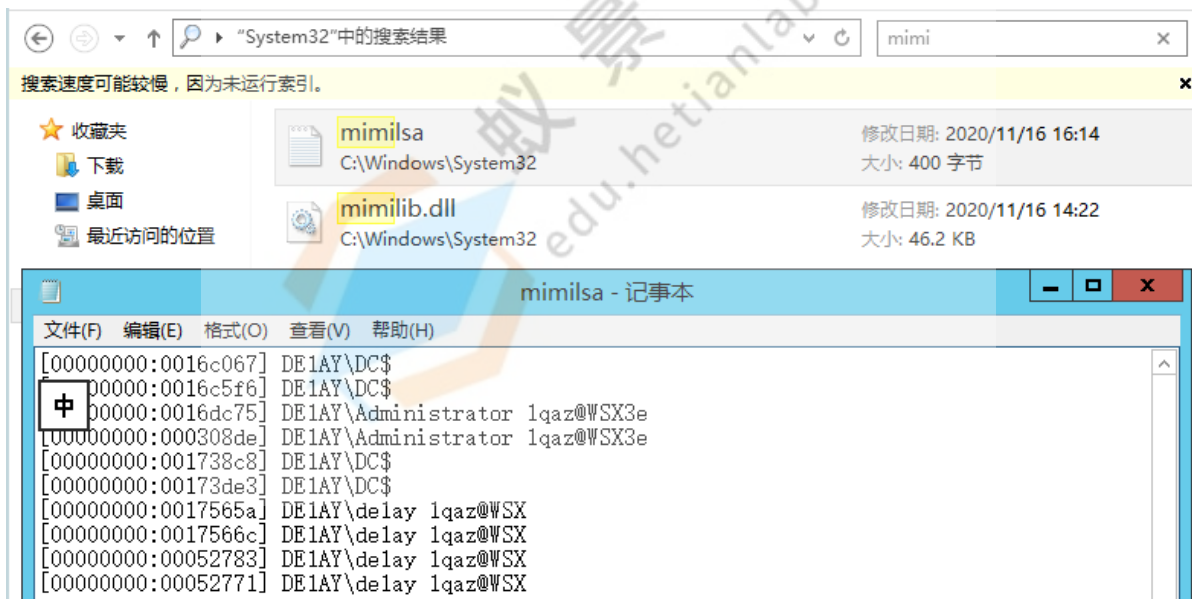 "System32"中的搜索结果
mimi
搜索速度可能较慢，因为未运行索引。
收藏夹
下载
桌面
最近访问的位置
mimilsa
C:\Windows\System32
修改日期: 2020/11/16 16:14
大小: 400 字节
mimilib.dll
C:\Windows\System32
修改日期: 2020/11/16 14:22
大小: 46.2 KB
蚁景
edu.hetianlab
mimilsa - 记事本
文件(F) 编辑(E) 格式(O) 查看(V) 帮助(H)
[00000000:0016c067] DE1AY\DC$
[00000000:0016c5f6] DE1AY\DC$
中
00000000:0016dc75] DE1AY\Administrator 1qaz@WSX3e
[00000000:000308de] DE1AY\Administrator 1qaz@WSX3e
[00000000:001738c8] DE1AY\DC$
[00000000:00173de3] DE1AY\DC$
[00000000:0017565a] DE1AY\delay 1qaz@WSX
[00000000:0017566c] DE1AY\delay 1qaz@WSX
[00000000:00052783] DE1AY\delay 1qaz@WSX
[00000000:00052771] DE1AY\delay 1qaz@WSX